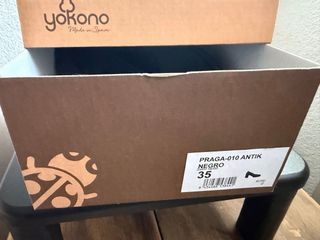 yokono
Made in Spain
PRAGA-010 ANTIK
NEGRO
35